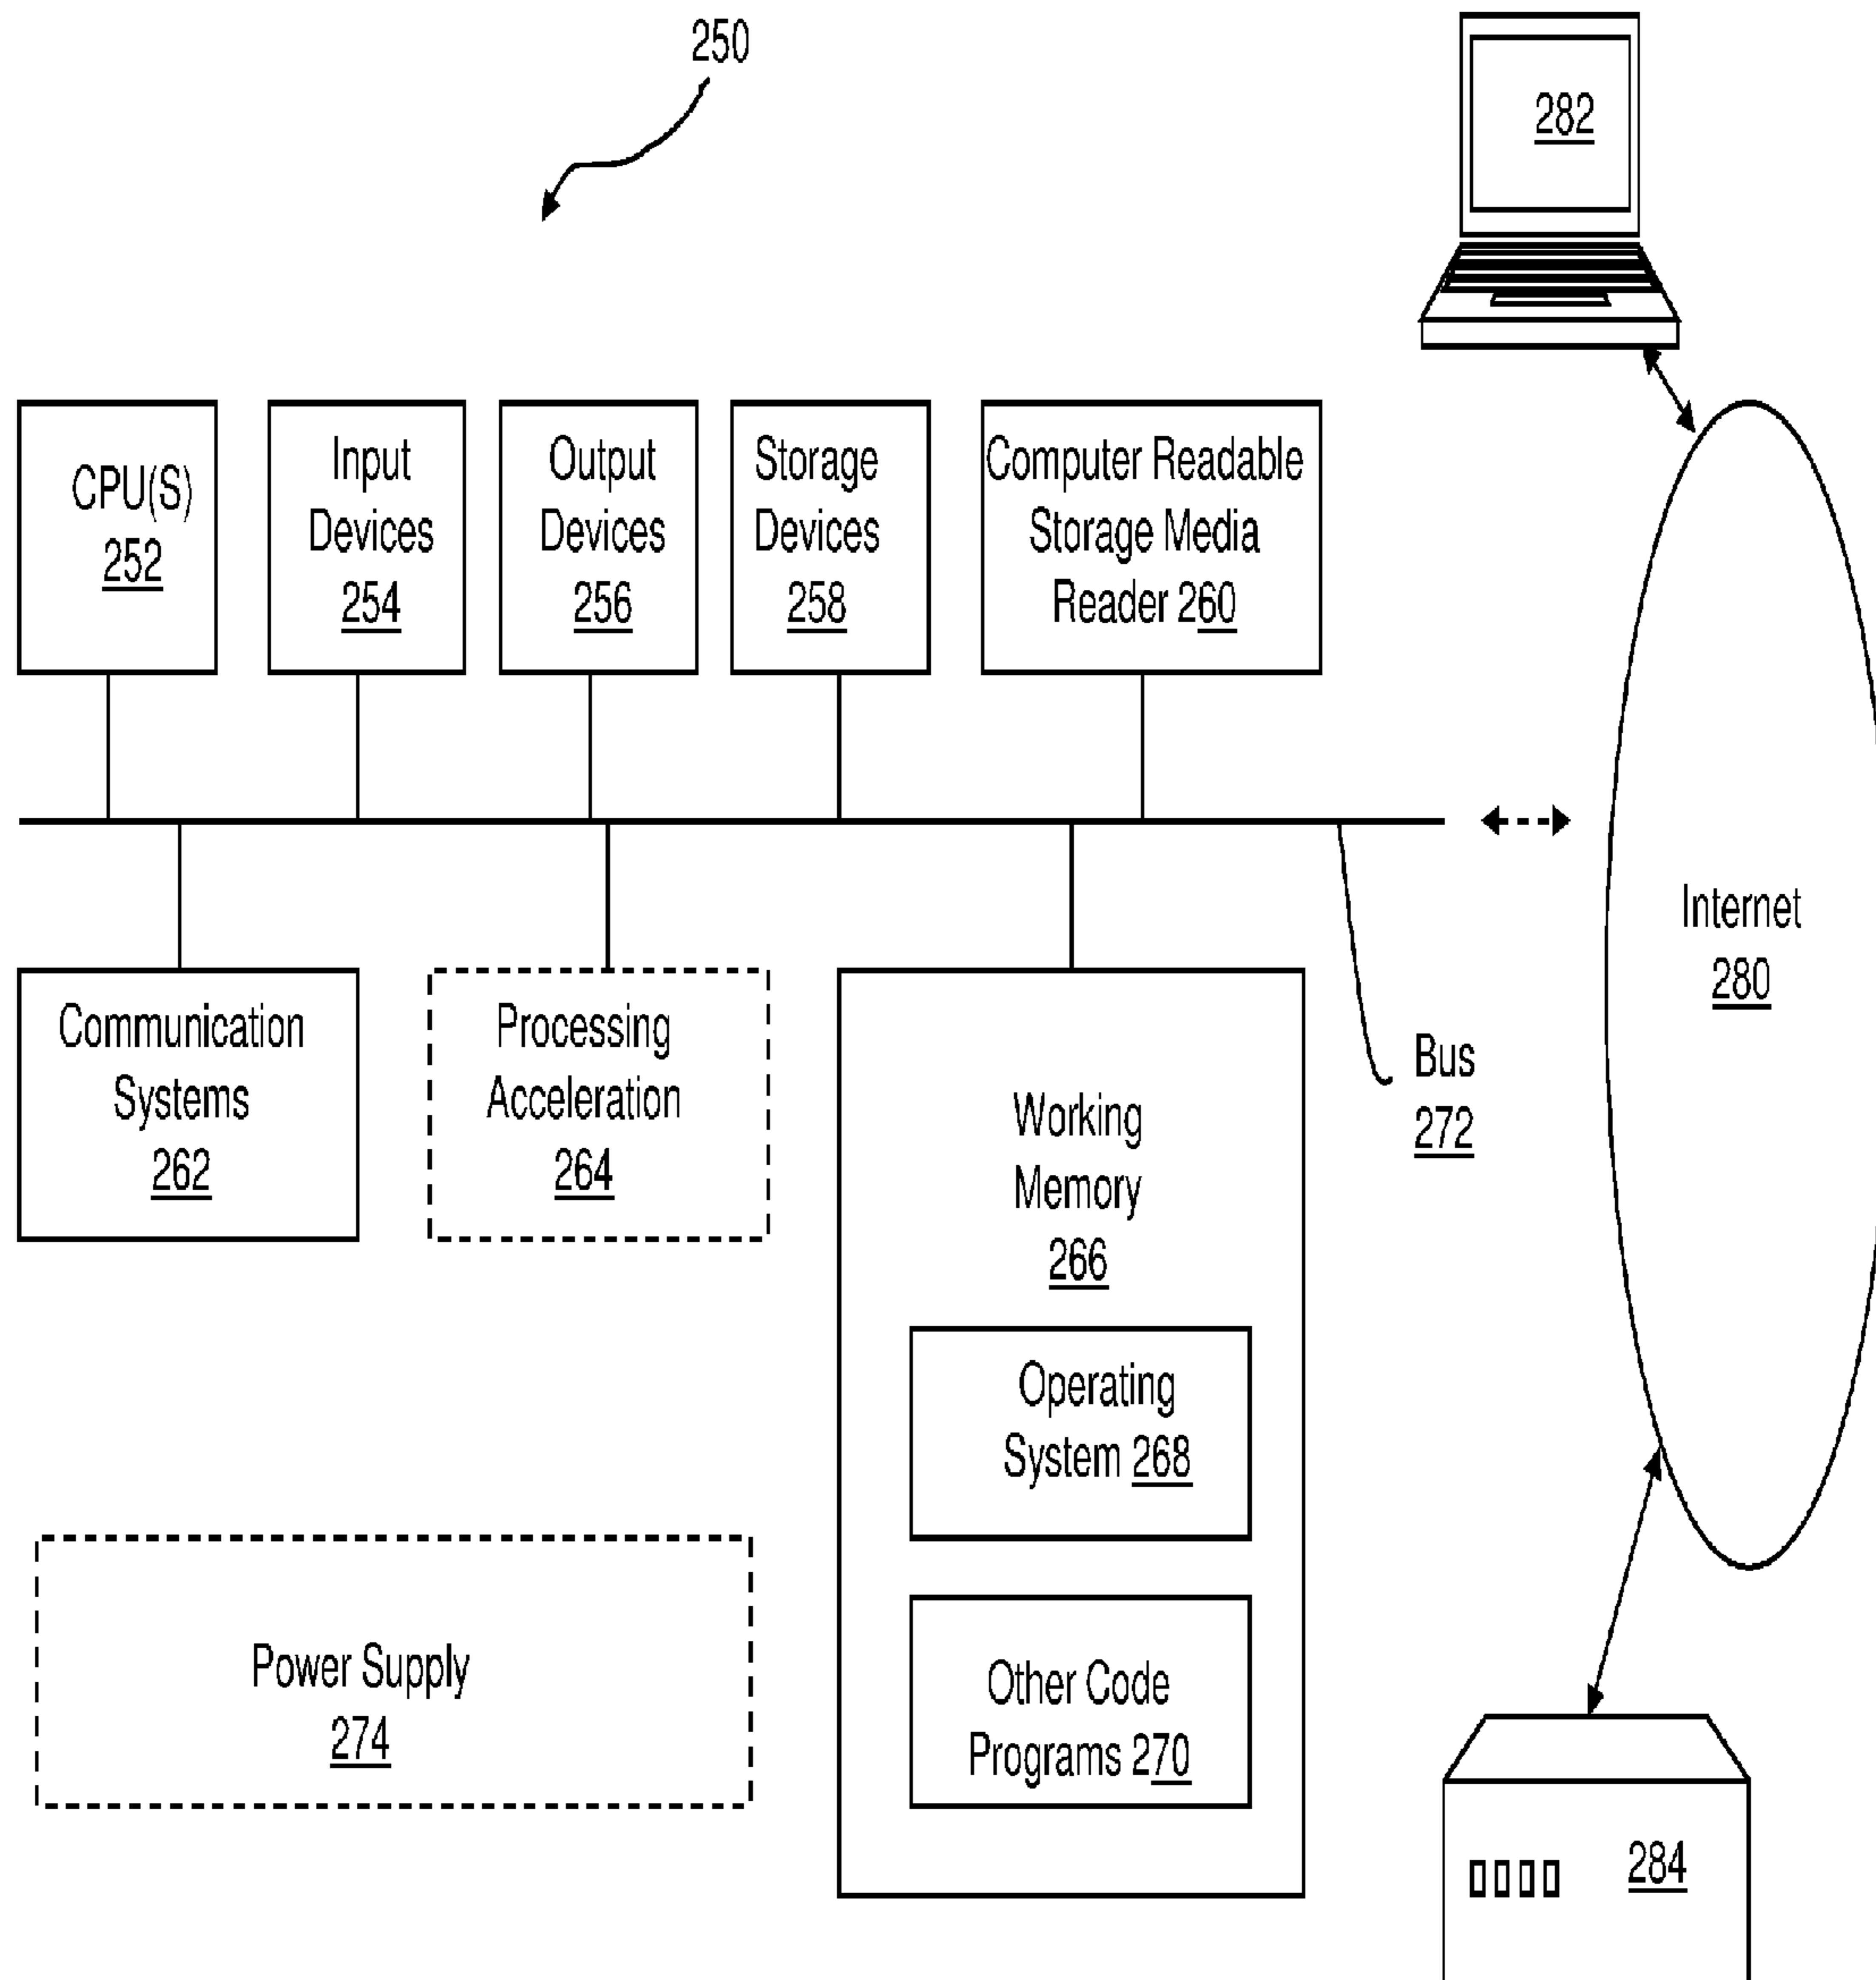 250
282
CPU(S)
252
Input
Devices
254
Output
Devices
256
Storage
Devices
258
Computer Readable
Storage Media
Reader 260
Internet
280
Communication
Systems
262
Processing
Acceleration
264
Working
Memory
266
Bus
272
Operating
System 268
Power Supply
274
Other Code
Programs 270
284